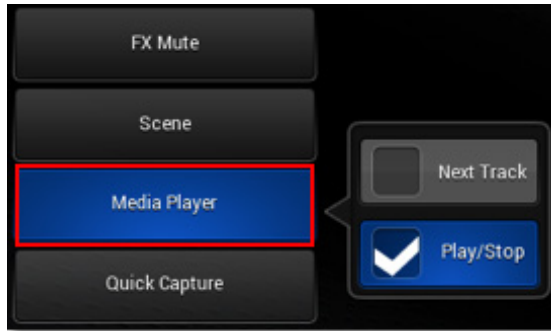 FX Mute
Scene
Media Player
Quick Capture
Next Track
Play/Stop